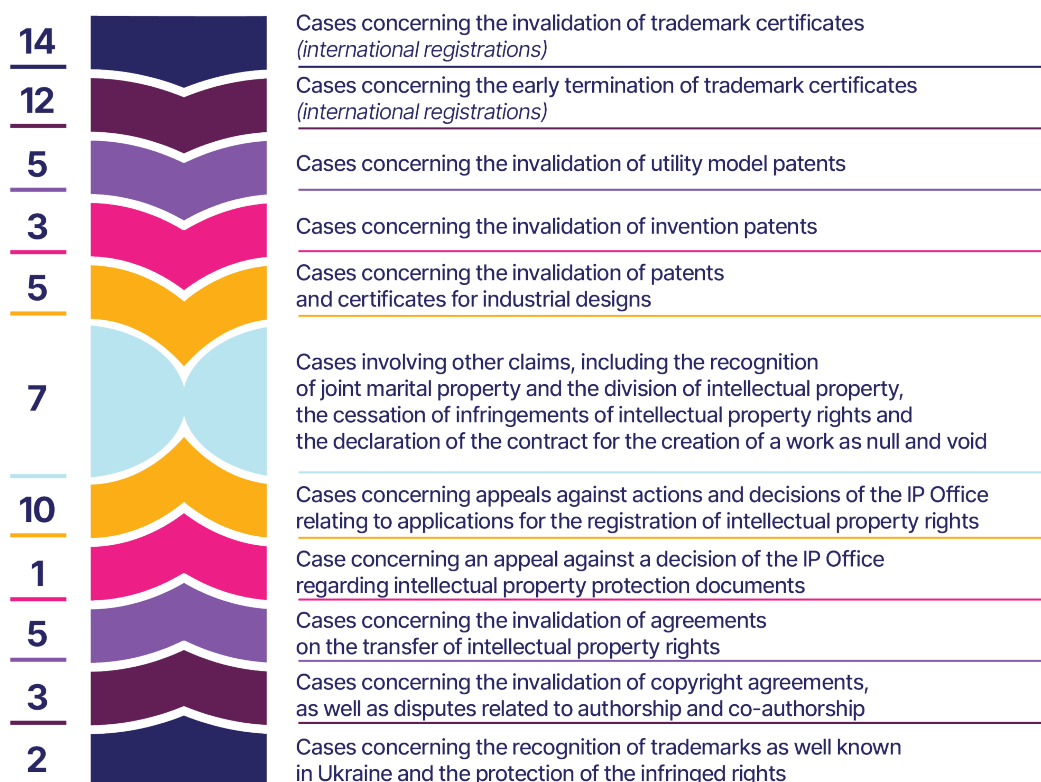 14
Cases concerning the invalidation of trademark certificates
(international registrations)
12
Cases concerning the early termination of trademark certificates
(international registrations)
5
Cases concerning the invalidation of utility model patents
3
Cases concerning the invalidation of invention patents
5
Cases concerning the invalidation of patents
and certificates for industrial designs
7
Cases involving other claims, including the recognition
of joint marital property and the division of intellectual property,
the cessation of infringements of intellectual property rights and
the declaration of the contract for the creation of a work as null and void
10
Cases concerning appeals against actions and decisions of the IP Office
relating to applications for the registration of intellectual property rights
1
Case concerning an appeal against a decision of the IP Office
regarding intellectual property protection documents
5
Cases concerning the invalidation of agreements
on the transfer of intellectual property rights
3
Cases concerning the invalidation of copyright agreements,
as well as disputes related to authorship and co-authorship
2
Cases concerning the recognition of trademarks as well known
in Ukraine and the protection of the infringed rights